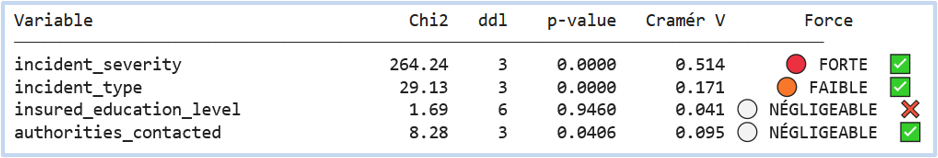 Variable Chi2 ddl p-value Cramér V Force
incident_severity 264.24 3 0.0000 0.514 🔴 FORTE ✅
incident_type 29.13 3 0.0000 0.171 🟠 FAIBLE ✅
insured_education_level 1.69 6 0.9460 0.041 ⚪ NÉGLIGEABLE ❌
authorities_contacted 8.28 3 0.0406 0.095 ⚪ NÉGLIGEABLE ✅